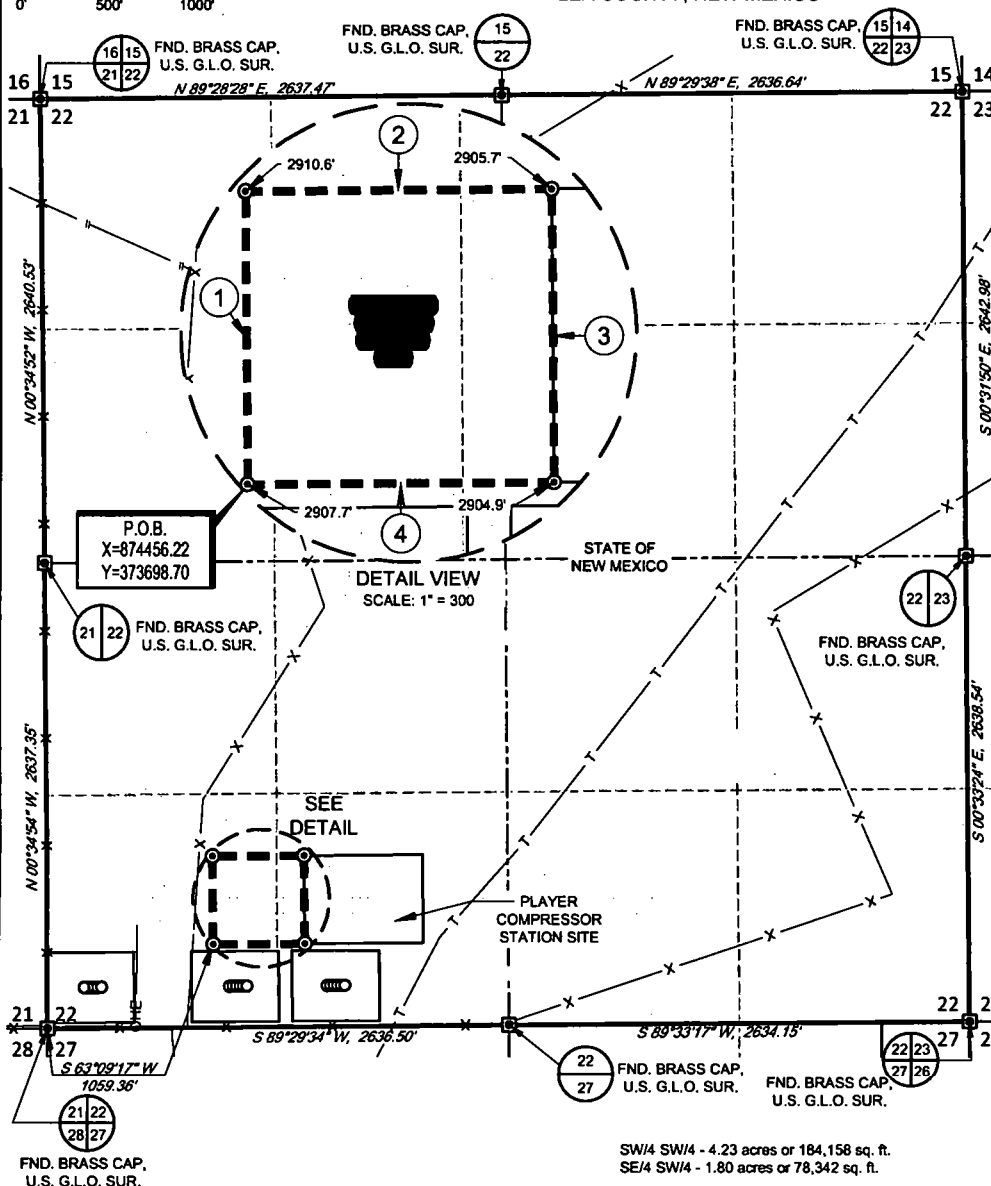 0' 500' 1000'
FND. BRASS CAP,
U.S. G.L.O. SUR.
16 15
21 22
FND. BRASS CAP,
U.S. G.L.O. SUR.
15
22
FND. BRASS CAP,
U.S. G.L.O. SUR.
15 14
22 23
16 15
21 22
N 89°28'28" E, 2637.47'
N 89°29'38" E, 2636.64'
15 14
22 23
2
2910.6'
2905.7'
N 00°34'52" W, 2640.53'
1
3
S 00°31'50" E, 2642.98'
2907.7'
2904.9'
4
P.O.B.
X=874456.22
Y=373698.70
DETAIL VIEW
SCALE: 1" = 300
STATE OF
NEW MEXICO
21 22
FND. BRASS CAP,
U.S. G.L.O. SUR.
22 23
FND. BRASS CAP,
U.S. G.L.O. SUR.
N 00°34'54" W, 2637.35'
S 00°33'24" E, 2638.54'
SEE
DETAIL
PLAYER
COMPRESSOR
STATION SITE
OHE
21 22
28 27
S 89°29'34" W, 2636.50'
S 89°33'17" W, 2634.15'
22
27
S 63°09'17" W
1059.36'
22
27
FND. BRASS CAP,
U.S. G.L.O. SUR.
22 23
27 26
FND. BRASS CAP,
U.S. G.L.O. SUR.
21 22
28 27
FND. BRASS CAP,
U.S. G.L.O. SUR.
SW/4 SW/4 - 4.23 acres or 184,158 sq. ft.
SE/4 SW/4 - 1.80 acres or 78,342 sq. ft.